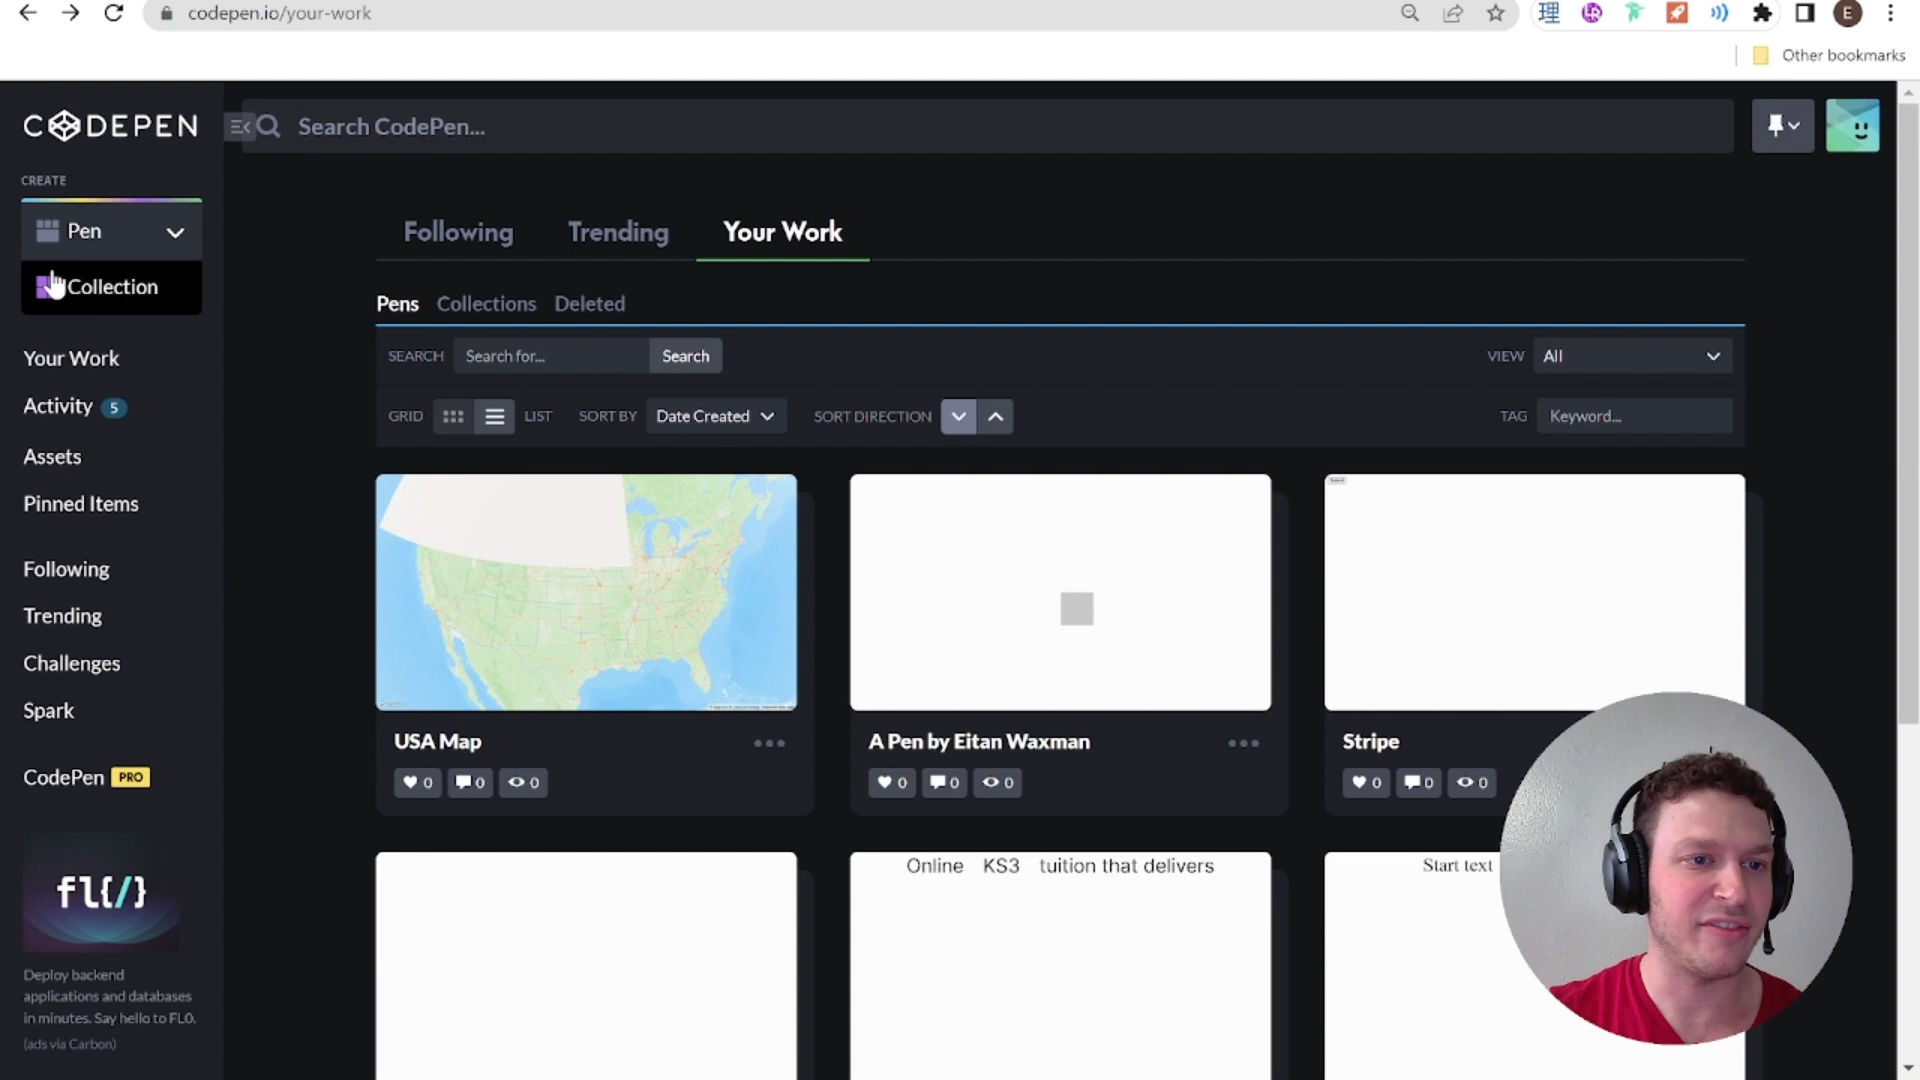 codepen.io/your-work
Other bookmarks
CODEPEN
Search CodePen...
CREATE
Pen
Collection
Your Work
Activity 5
Assets
Pinned Items
Following
Trending
Challenges
Spark
CodePen PRO
fl{/}
Deploy backend
applications and databases
in minutes. Say hello to FL0.
(ads via Carbon)
Following Trending Your Work
Pens Collections Deleted
SEARCH Search for... Search VIEW All
GRID LIST SORT BY Date Created SORT DIRECTION TAG Keyword...
USA Map
0 0 0
A Pen by Eitan Waxman
0 0 0
Stripe
0 0 0
Online KS3 tuition that delivers
Start text
E